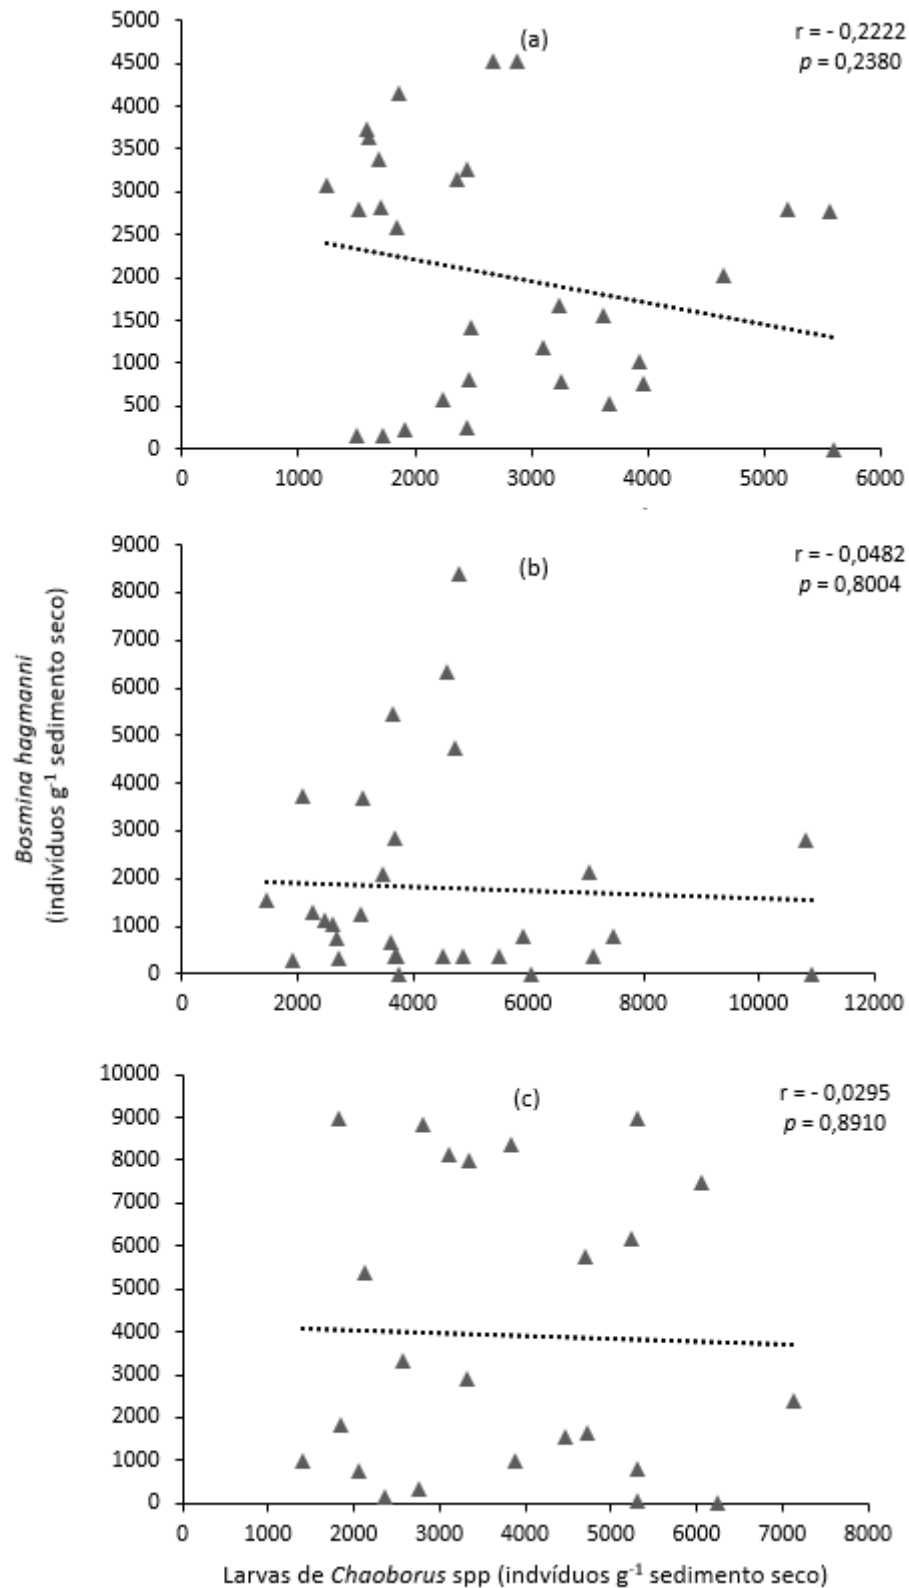 5000
4500
4000
3500
3000
2500
2000
1500
1000
500
0
0 1000 2000 3000 4000 5000 6000
(a)
r = - 0,2222
p = 0,2380
9000
8000
7000
6000
5000
4000
3000
2000
1000
0
0 2000 4000 6000 8000 10000 12000
(b)
r = - 0,0482
p = 0,8004
Bosmina hagmanni
(indivíduos g-1 sedimento seco)
10000
9000
8000
7000
6000
5000
4000
3000
2000
1000
0
0 1000 2000 3000 4000 5000 6000 7000 8000
(c)
r = - 0,0295
p = 0,8910
Larvas de Chaoborus spp (indvíduos g-1 sedimento seco)